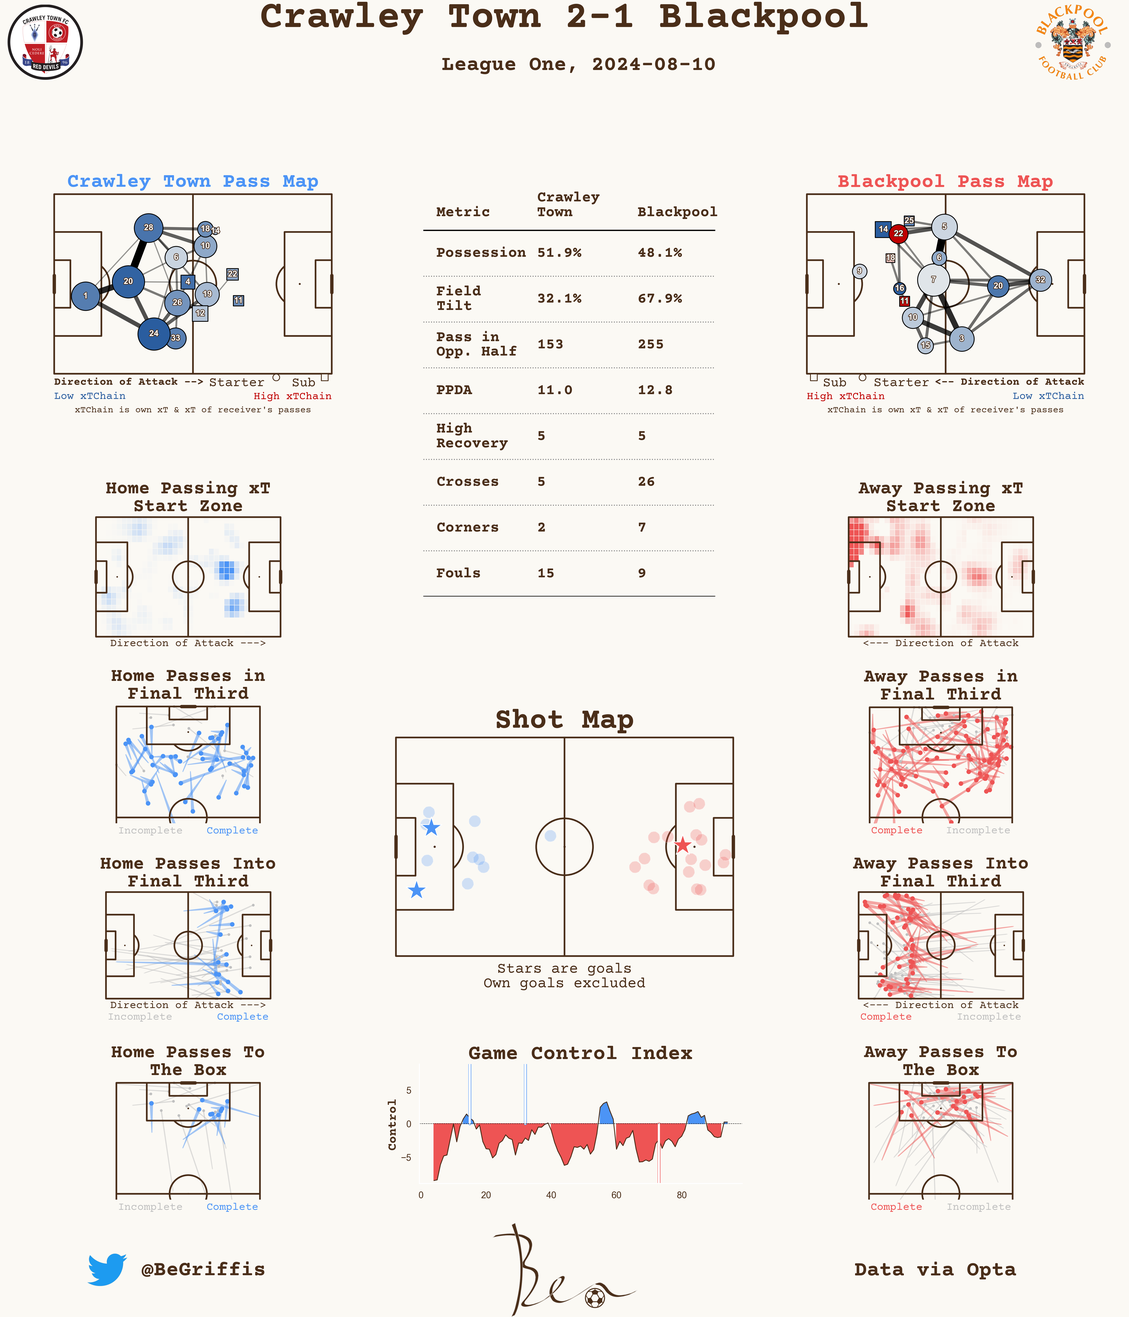 Crawley Town 2-1 Blackpool
League One, 2024-08-10
CRAWLEY TOWN FC
RED DEVILS
BLACKPOOL
FOOTBALL CLUB
Crawley Town Pass Map
28
18
14
10
6
22
20
4
1
26
19
11
12
24
33
Direction of Attack --> Starter Sub
Low xTChain High xTChain
xTChain is own xT & xT of receiver's passes
Metric Crawley Town Blackpool
Possession 51.9% 48.1%
Field Tilt 32.1% 67.9%
Pass in Opp. Half 153 255
PPDA 11.0 12.8
High Recovery 5 5
Crosses 5 26
Corners 2 7
Fouls 15 9
Blackpool Pass Map
25
14
22
5
18
6
9
7
32
16
20
11
10
3
15
Sub Starter <-- Direction of Attack
High xTChain Low xTChain
xTChain is own xT & xT of receiver's passes
Home Passing xT
Start Zone
Direction of Attack --->
Away Passing xT
Start Zone
<--- Direction of Attack
Home Passes in
Final Third
Incomplete Complete
Away Passes in
Final Third
Complete Incomplete
Shot Map
Stars are goals
Own goals excluded
Home Passes Into
Final Third
Direction of Attack --->
Incomplete Complete
Away Passes Into
Final Third
<--- Direction of Attack
Complete Incomplete
Home Passes To
The Box
Incomplete Complete
Game Control Index
Control
5
0
−5
0 20 40 60 80
Away Passes To
The Box
Complete Incomplete
@BeGriffis
Ben
Data via Opta